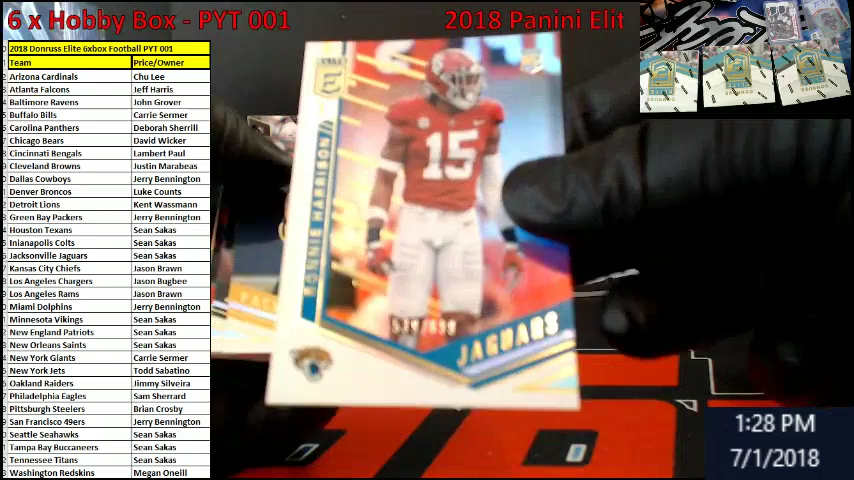 6 x Hobby Box - PYT 001
2018 Panini Elit
2018 Donruss Elite 6xbox Football PYT 001
Team Price/Owner
Arizona Cardinals Chu Lee
Atlanta Falcons Jeff Harris
Baltimore Ravens John Grover
Buffalo Bills Carrie Sermer
Carolina Panthers Deborah Sherrill
Chicago Bears David Wicker
Cincinnati Bengals Lambert Paul
Cleveland Browns Justin Marabeas
Dallas Cowboys Jerry Bennington
Denver Broncos Luke Counts
Detroit Lions Kent Wassmann
Green Bay Packers Jerry Bennington
Houston Texans Sean Sakas
Inianapolis Colts Sean Sakas
Jacksonville Jaguars Sean Sakas
Kansas City Chiefs Jason Brawn
Los Angeles Chargers Jason Bugbee
Los Angeles Rams Jason Brawn
Miami Dolphins Jerry Bennington
Minnesota Vikings Sean Sakas
New England Patriots Sean Sakas
New Orleans Saints Sean Sakas
New York Giants Carrie Sermer
New York Jets Todd Sabatino
Oakland Raiders Jimmy Silveira
Philadelphia Eagles Sam Sherrard
Pittsburgh Steelers Brian Crosby
San Francisco 49ers Jerry Bennington
Seattle Seahawks Sean Sakas
Tampa Bay Buccaneers Sean Sakas
Tennessee Titans Sean Sakas
Washington Redskins Megan Oneill
RONNIE HARRISON
15
JAGUARS
1:28 PM
7/1/2018